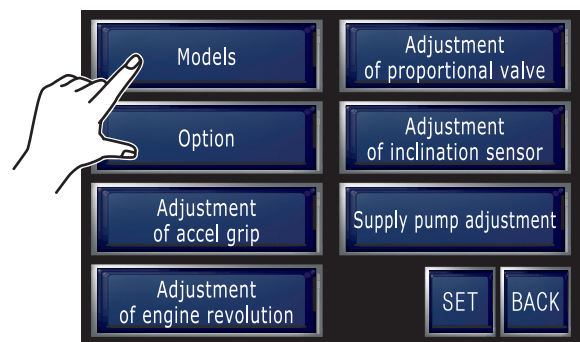 Models
Option
Adjustment
of accel grip
Adjustment
of engine revolution
Adjustment
of proportional valve
Adjustment
of inclination sensor
Supply pump adjustment
SET
BACK